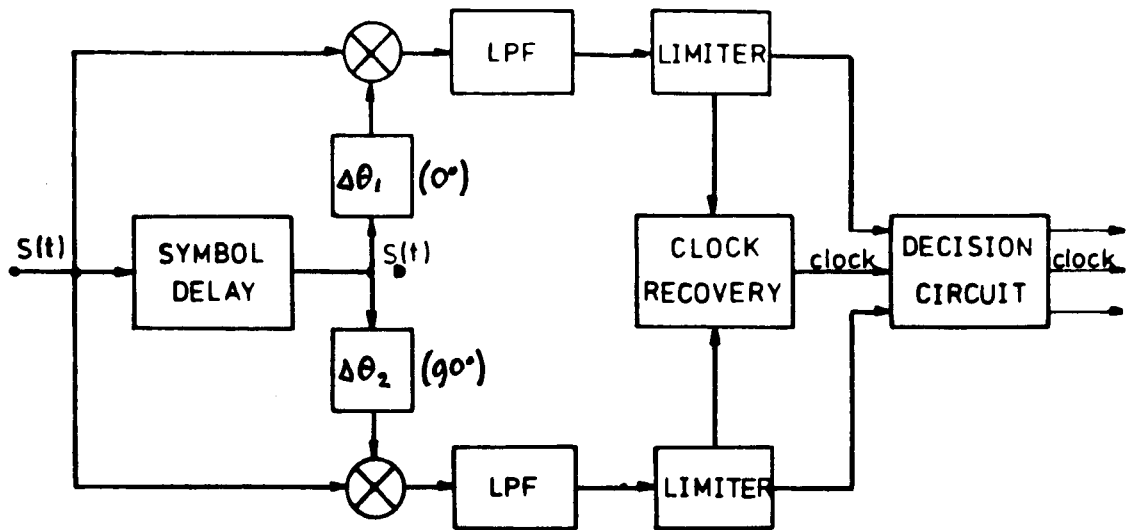 LPF
LIMITER
Δθ₁ (0°)
S(t)
SYMBOL
DELAY
S(t)
CLOCK
RECOVERY
clock
DECISION
CIRCUIT
clock
Δθ₂ (90°)
LPF
LIMITER